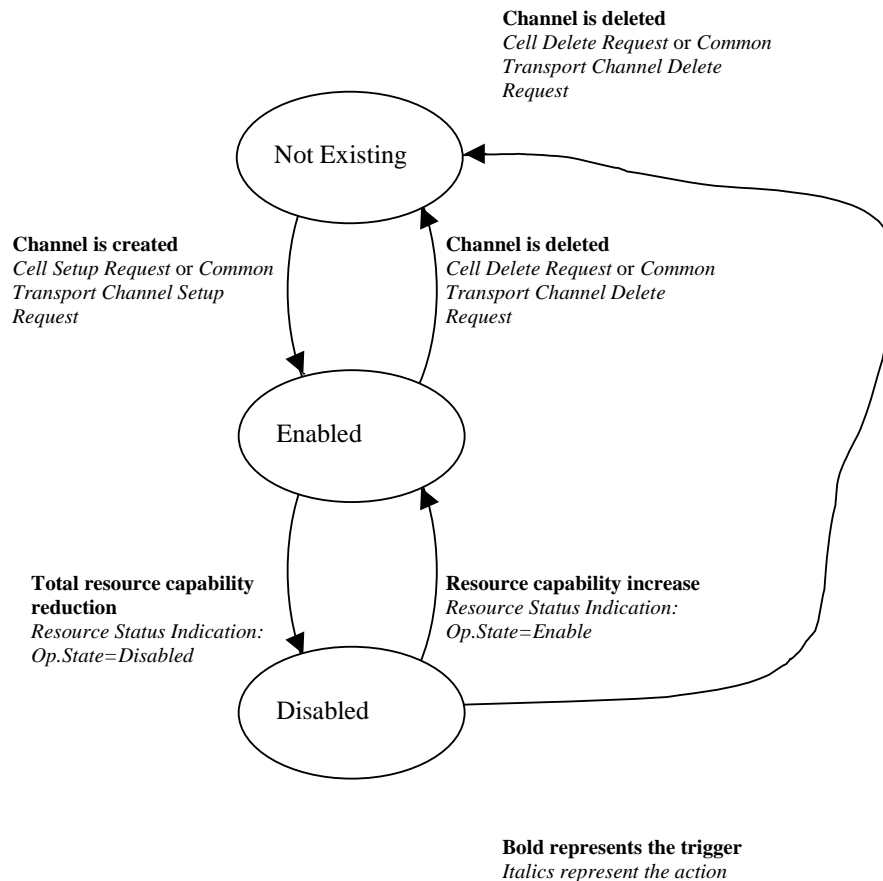 Channel is deleted
Cell Delete Request or Common
Transport Channel Delete
Request
Not Existing
Channel is created
Cell Setup Request or Common
Transport Channel Setup
Request
Channel is deleted
Cell Delete Request or Common
Transport Channel Delete
Request
Enabled
Total resource capability
reduction
Resource Status Indication:
Op.State=Disabled
Resource capability increase
Resource Status Indication:
Op.State=Enable
Disabled
Bold represents the trigger
Italics represent the action